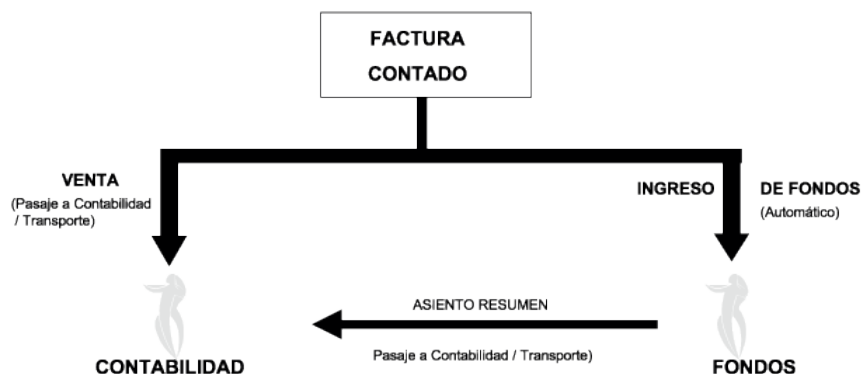 FACTURA
CONTADO
VENTA
(Pasaje a Contabilidad
/ Transporte)
INGRESO DE FONDOS
(Automático)
ASIENTO RESUMEN
Pasaje a Contabilidad / Transporte)
CONTABILIDAD
FONDOS